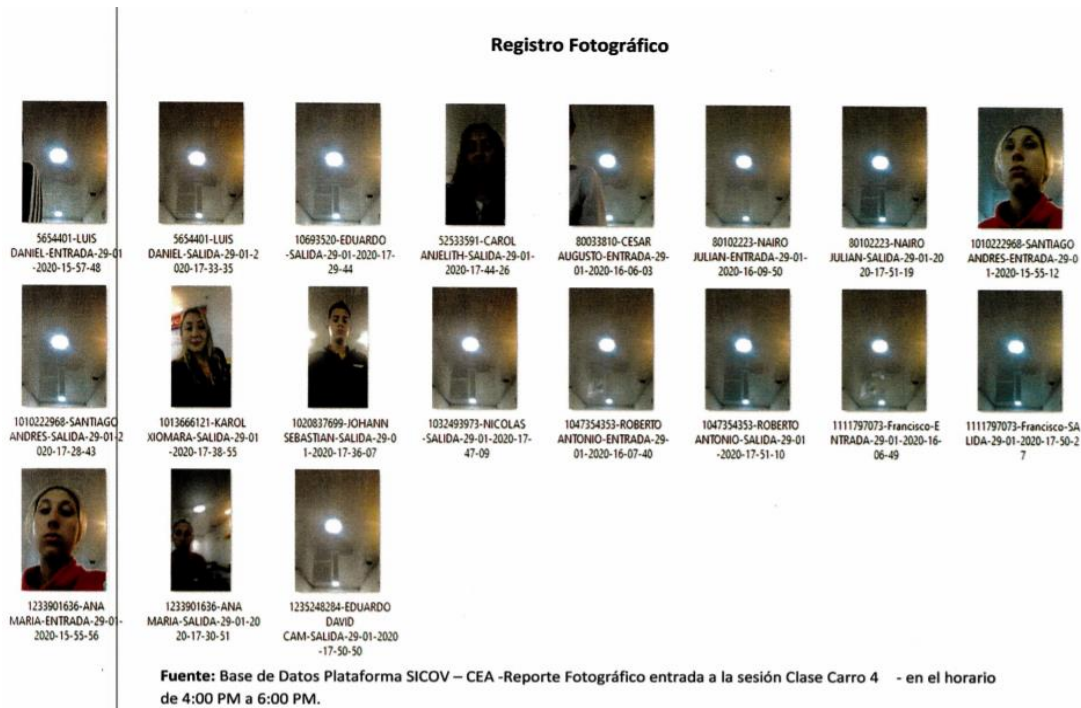 Registro Fotográfico
5654401-LUIS
DANIEL-ENTRADA-29-01
-2020-15-57-48
5654401-LUIS
DANIEL-SALIDA-29-01-2
020-17-33-35
10693520-EDUARDO
-SALIDA-29-01-2020-17-
29-44
52533591-CAROL
ANJELITH-SALIDA-29-01-
2020-17-44-26
80033810-CESAR
AUGUSTO-ENTRADA-29-
01-2020-16-06-03
80102223-NAIRO
JULIAN-ENTRADA-29-01-
2020-16-09-50
80102223-NAIRO
JULIAN-SALIDA-29-01-20
20-17-51-19
1010222968-SANTIAGO
ANDRES-ENTRADA-29-0
1-2020-15-55-12
1010222968-SANTIAGO
ANDRES-SALIDA-29-01-2
020-17-28-43
1013666121-KAROL
XIOMARA-SALIDA-29-01
-2020-17-38-55
1020837699-JOHANN
SEBASTIAN-SALIDA-29-0
1-2020-17-36-07
1032493973-NICOLAS
-SALIDA-29-01-2020-17-
47-09
1047354353-ROBERTO
ANTONIO-ENTRADA-29-
01-2020-16-07-40
1047354353-ROBERTO
ANTONIO-SALIDA-29-01
-2020-17-51-10
1111797073-Francisco-E
NTRADA-29-01-2020-16-
06-49
1111797073-Francisco-SA
LIDA-29-01-2020-17-50-2
7
1233901636-ANA
MARIA-ENTRADA-29-01-
2020-15-55-56
1233901636-ANA
MARIA-SALIDA-29-01-20
20-17-30-51
1235248284-EDUARDO
DAVID
CAM-SALIDA-29-01-2020
-17-50-50
Fuente: Base de Datos Plataforma SICOV – CEA -Reporte Fotográfico entrada a la sesión Clase Carro 4 - en el horario
de 4:00 PM a 6:00 PM.